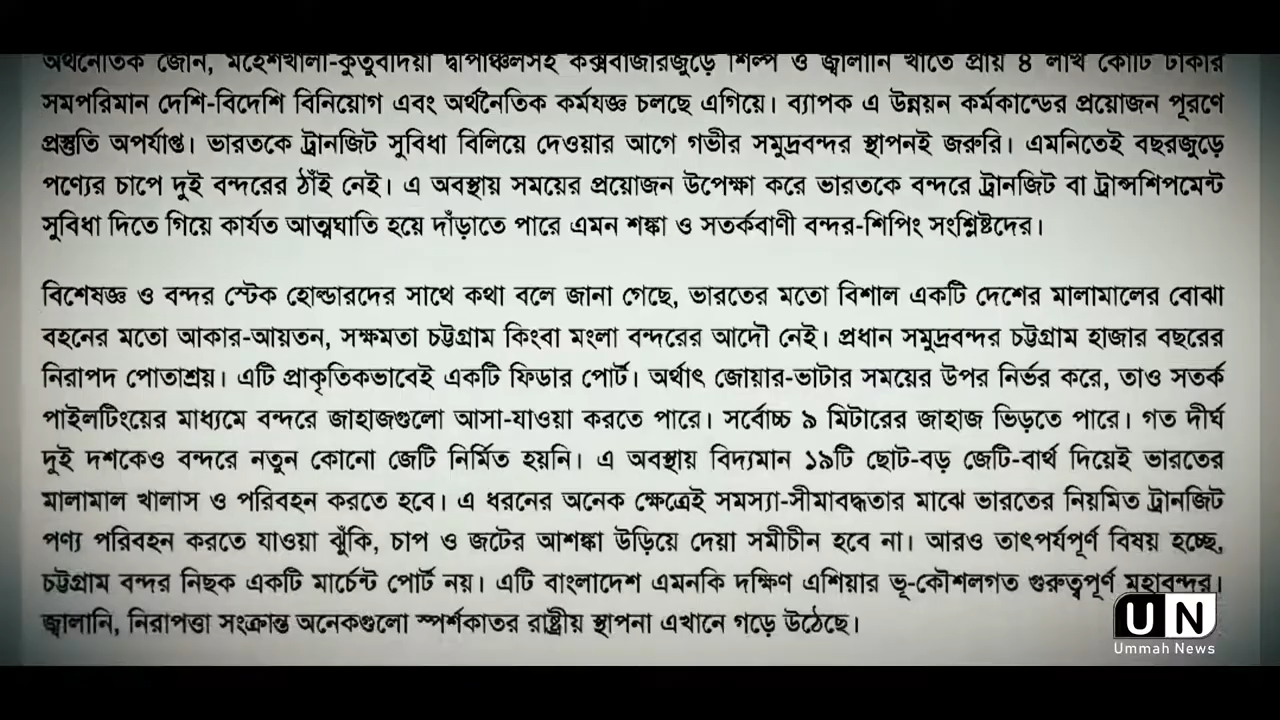 অর্থনৈতিক জোন, মহেশখালী-কুতুবদিয়া দ্বীপাঞ্চলসহ কক্সবাজারজুড়ে শিল্প ও জ্বালানি খাতে প্রায় ৪ লাখ কোটি টাকার
সমপরিমান দেশি-বিদেশি বিনিয়োগ এবং অর্থনৈতিক কর্মযজ্ঞ চলছে এগিয়ে। ব্যাপক এ উন্নয়ন কর্মকান্ডের প্রয়োজন পূরণে
প্রস্তুতি অপর্যাপ্ত। ভারতকে ট্রানজিট সুবিধা বিলিয়ে দেওয়ার আগে গভীর সমুদ্রবন্দর স্থাপনই জরুরি। এমনিতেই বছরজুড়ে
পণ্যের চাপে দুই বন্দরের ঠাঁই নেই। এ অবস্থায় সময়ের প্রয়োজন উপেক্ষা করে ভারতকে বন্দরে ট্রানজিট বা ট্রান্সশিপমেন্ট
সুবিধা দিতে গিয়ে কার্যত আত্মঘাতি হয়ে দাঁড়াতে পারে এমন শঙ্কা ও সতর্কবাণী বন্দর-শিপিং সংশ্লিষ্টদের।
বিশেষজ্ঞ ও বন্দর স্টেক হোল্ডারদের সাথে কথা বলে জানা গেছে, ভারতের মতো বিশাল একটি দেশের মালামালের বোঝা
বহনের মতো আকার-আয়তন, সক্ষমতা চট্টগ্রাম কিংবা মংলা বন্দরের আদৌ নেই। প্রধান সমুদ্রবন্দর চট্টগ্রাম হাজার বছরের
নিরাপদ পোতাশ্রয়। এটি প্রাকৃতিকভাবেই একটি ফিডার পোর্ট। অর্থাৎ জোয়ার-ভাটার সময়ের উপর নির্ভর করে, তাও সতর্ক
পাইলটিংয়ের মাধ্যমে বন্দরে জাহাজগুলো আসা-যাওয়া করতে পারে। সর্বোচ্চ ৯ মিটারের জাহাজ ভিড়তে পারে। গত দীর্ঘ
দুই দশকেও বন্দরে নতুন কোনো জেটি নির্মিত হয়নি। এ অবস্থায় বিদ্যমান ১৯টি ছোট-বড় জেটি-বার্থ দিয়েই ভারতের
মালামাল খালাস ও পরিবহন করতে হবে। এ ধরনের অনেক ক্ষেত্রেই সমস্যা-সীমাবদ্ধতার মাঝে ভারতের নিয়মিত ট্রানজিট
পণ্য পরিবহন করতে যাওয়া ঝুঁকি, চাপ ও জটের আশঙ্কা উড়িয়ে দেয়া সমীচীন হবে না। আরও তাৎপর্যপূর্ণ বিষয় হচ্ছে,
চট্টগ্রাম বন্দর নিছক একটি মার্চেন্ট পোর্ট নয়। এটি বাংলাদেশ এমনকি দক্ষিণ এশিয়ার ভূ-কৌশলগত গুরুত্বপূর্ণ মহাবন্দর।
জ্বালানি, নিরাপত্তা সংক্রান্ত অনেকগুলো স্পর্শকাতর রাষ্ট্রীয় স্থাপনা এখানে গড়ে উঠেছে।
UN
Ummah News